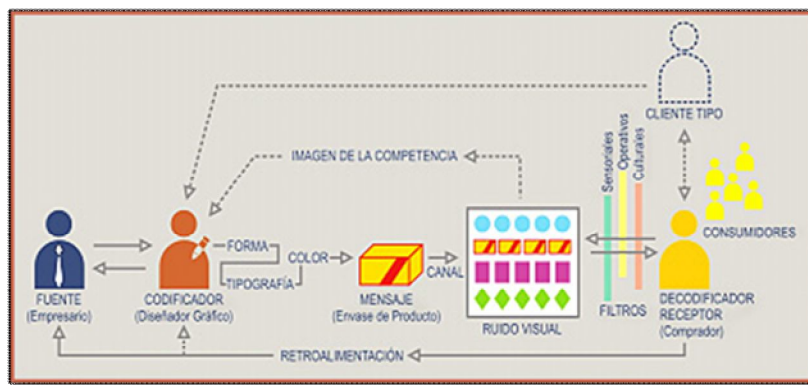 CLIENTE TIPO
IMAGEN DE LA COMPETENCIA
Sensoriales
Operativos
Culturales
CONSUMIDORES
FORMA
COLOR
TIPOGRAFÍA
CANAL
FUENTE
(Empresario)
CODIFICADOR
(Diseñador Gráfico)
MENSAJE
(Envase de Producto)
RUIDO VISUAL
FILTROS
DECODIFICADOR
RECEPTOR
(Comprador)
RETROALIMENTACIÓN